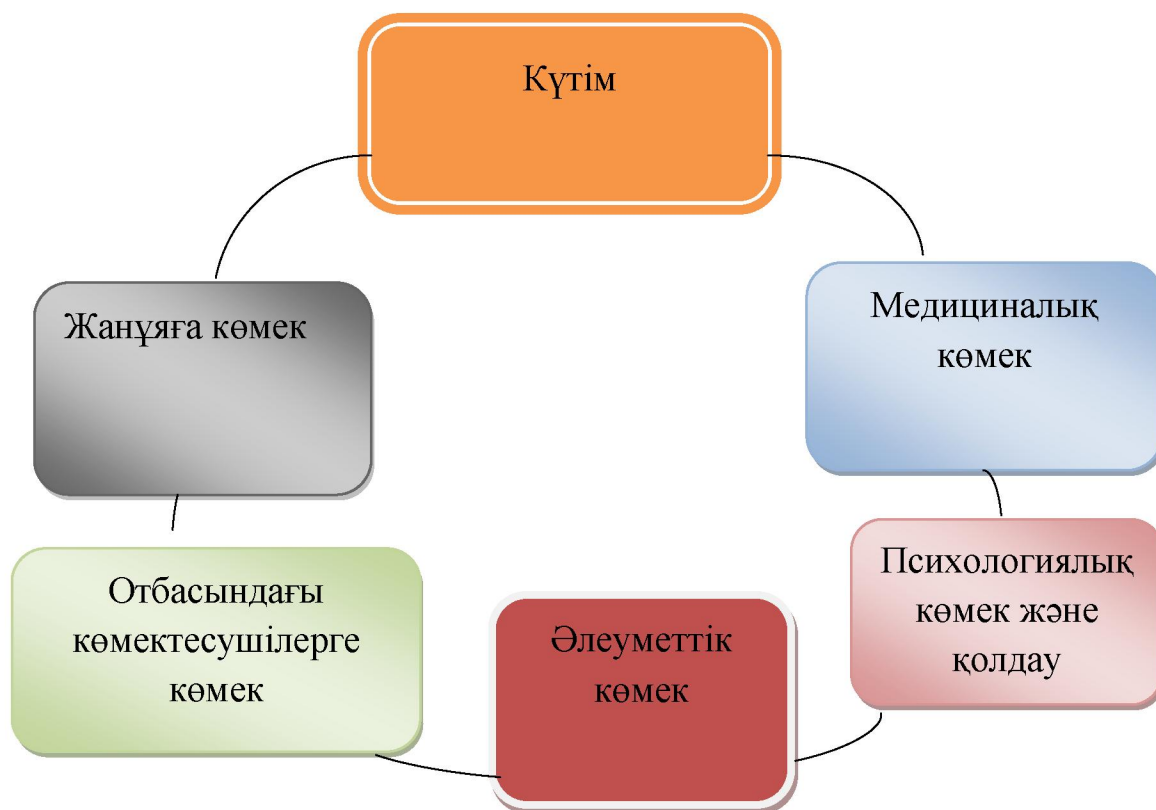 Күтім
Жанұяға көмек
Медициналық
көмек
Отбасындағы
көмектесушілерге
көмек
Әлеуметтік
көмек
Психологиялық
көмек және
қолдау